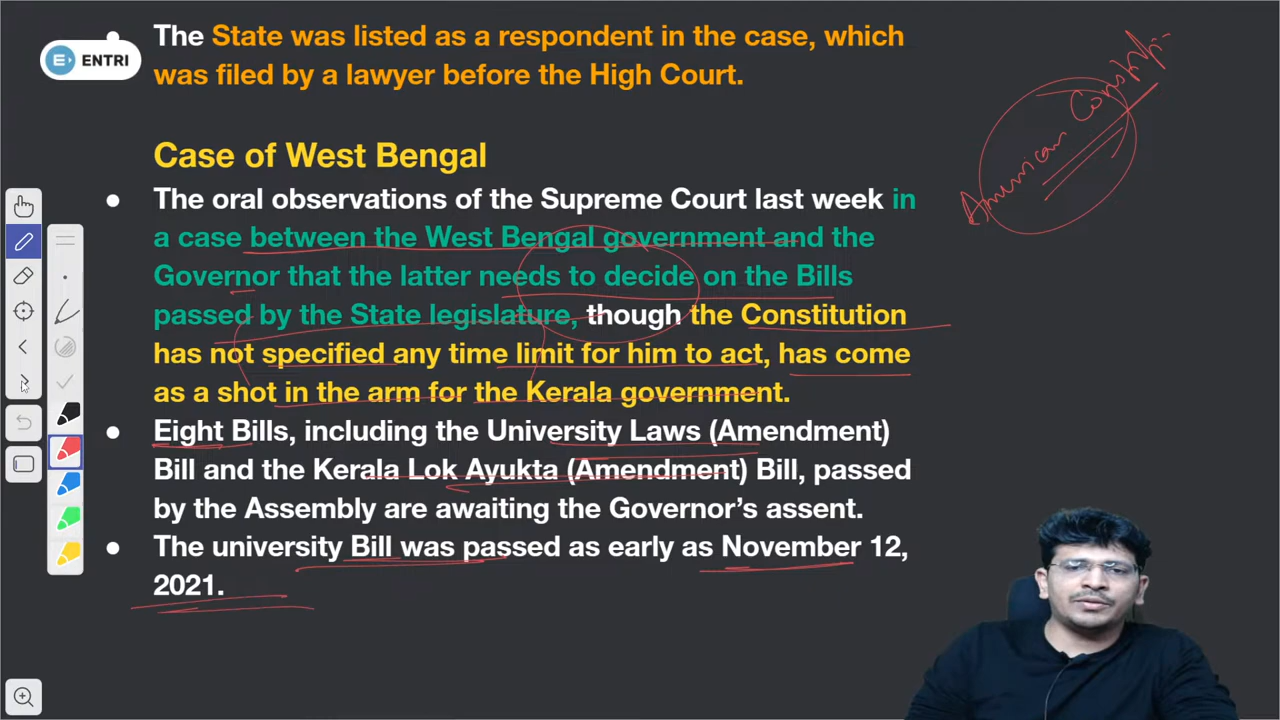 The State was listed as a respondent in the case, which
was filed by a lawyer before the High Court.
ENTRI
American
Case of West Bengal
The oral observations of the Supreme Court last week in
a case between the West Bengal government and the
Governor that the latter needs to decide on the Bills
passed by the State legislature, though the Constitution
has not specified any time limit for him to act, has come
as a shot in the arm for the Kerala government.
Eight Bills, including the University Laws (Amendment)
Bill and the Kerala Lok Ayukta (Amendment) Bill, passed
by the Assembly are awaiting the Governor's assent.
The university Bill was passed as early as November 12,
2021.